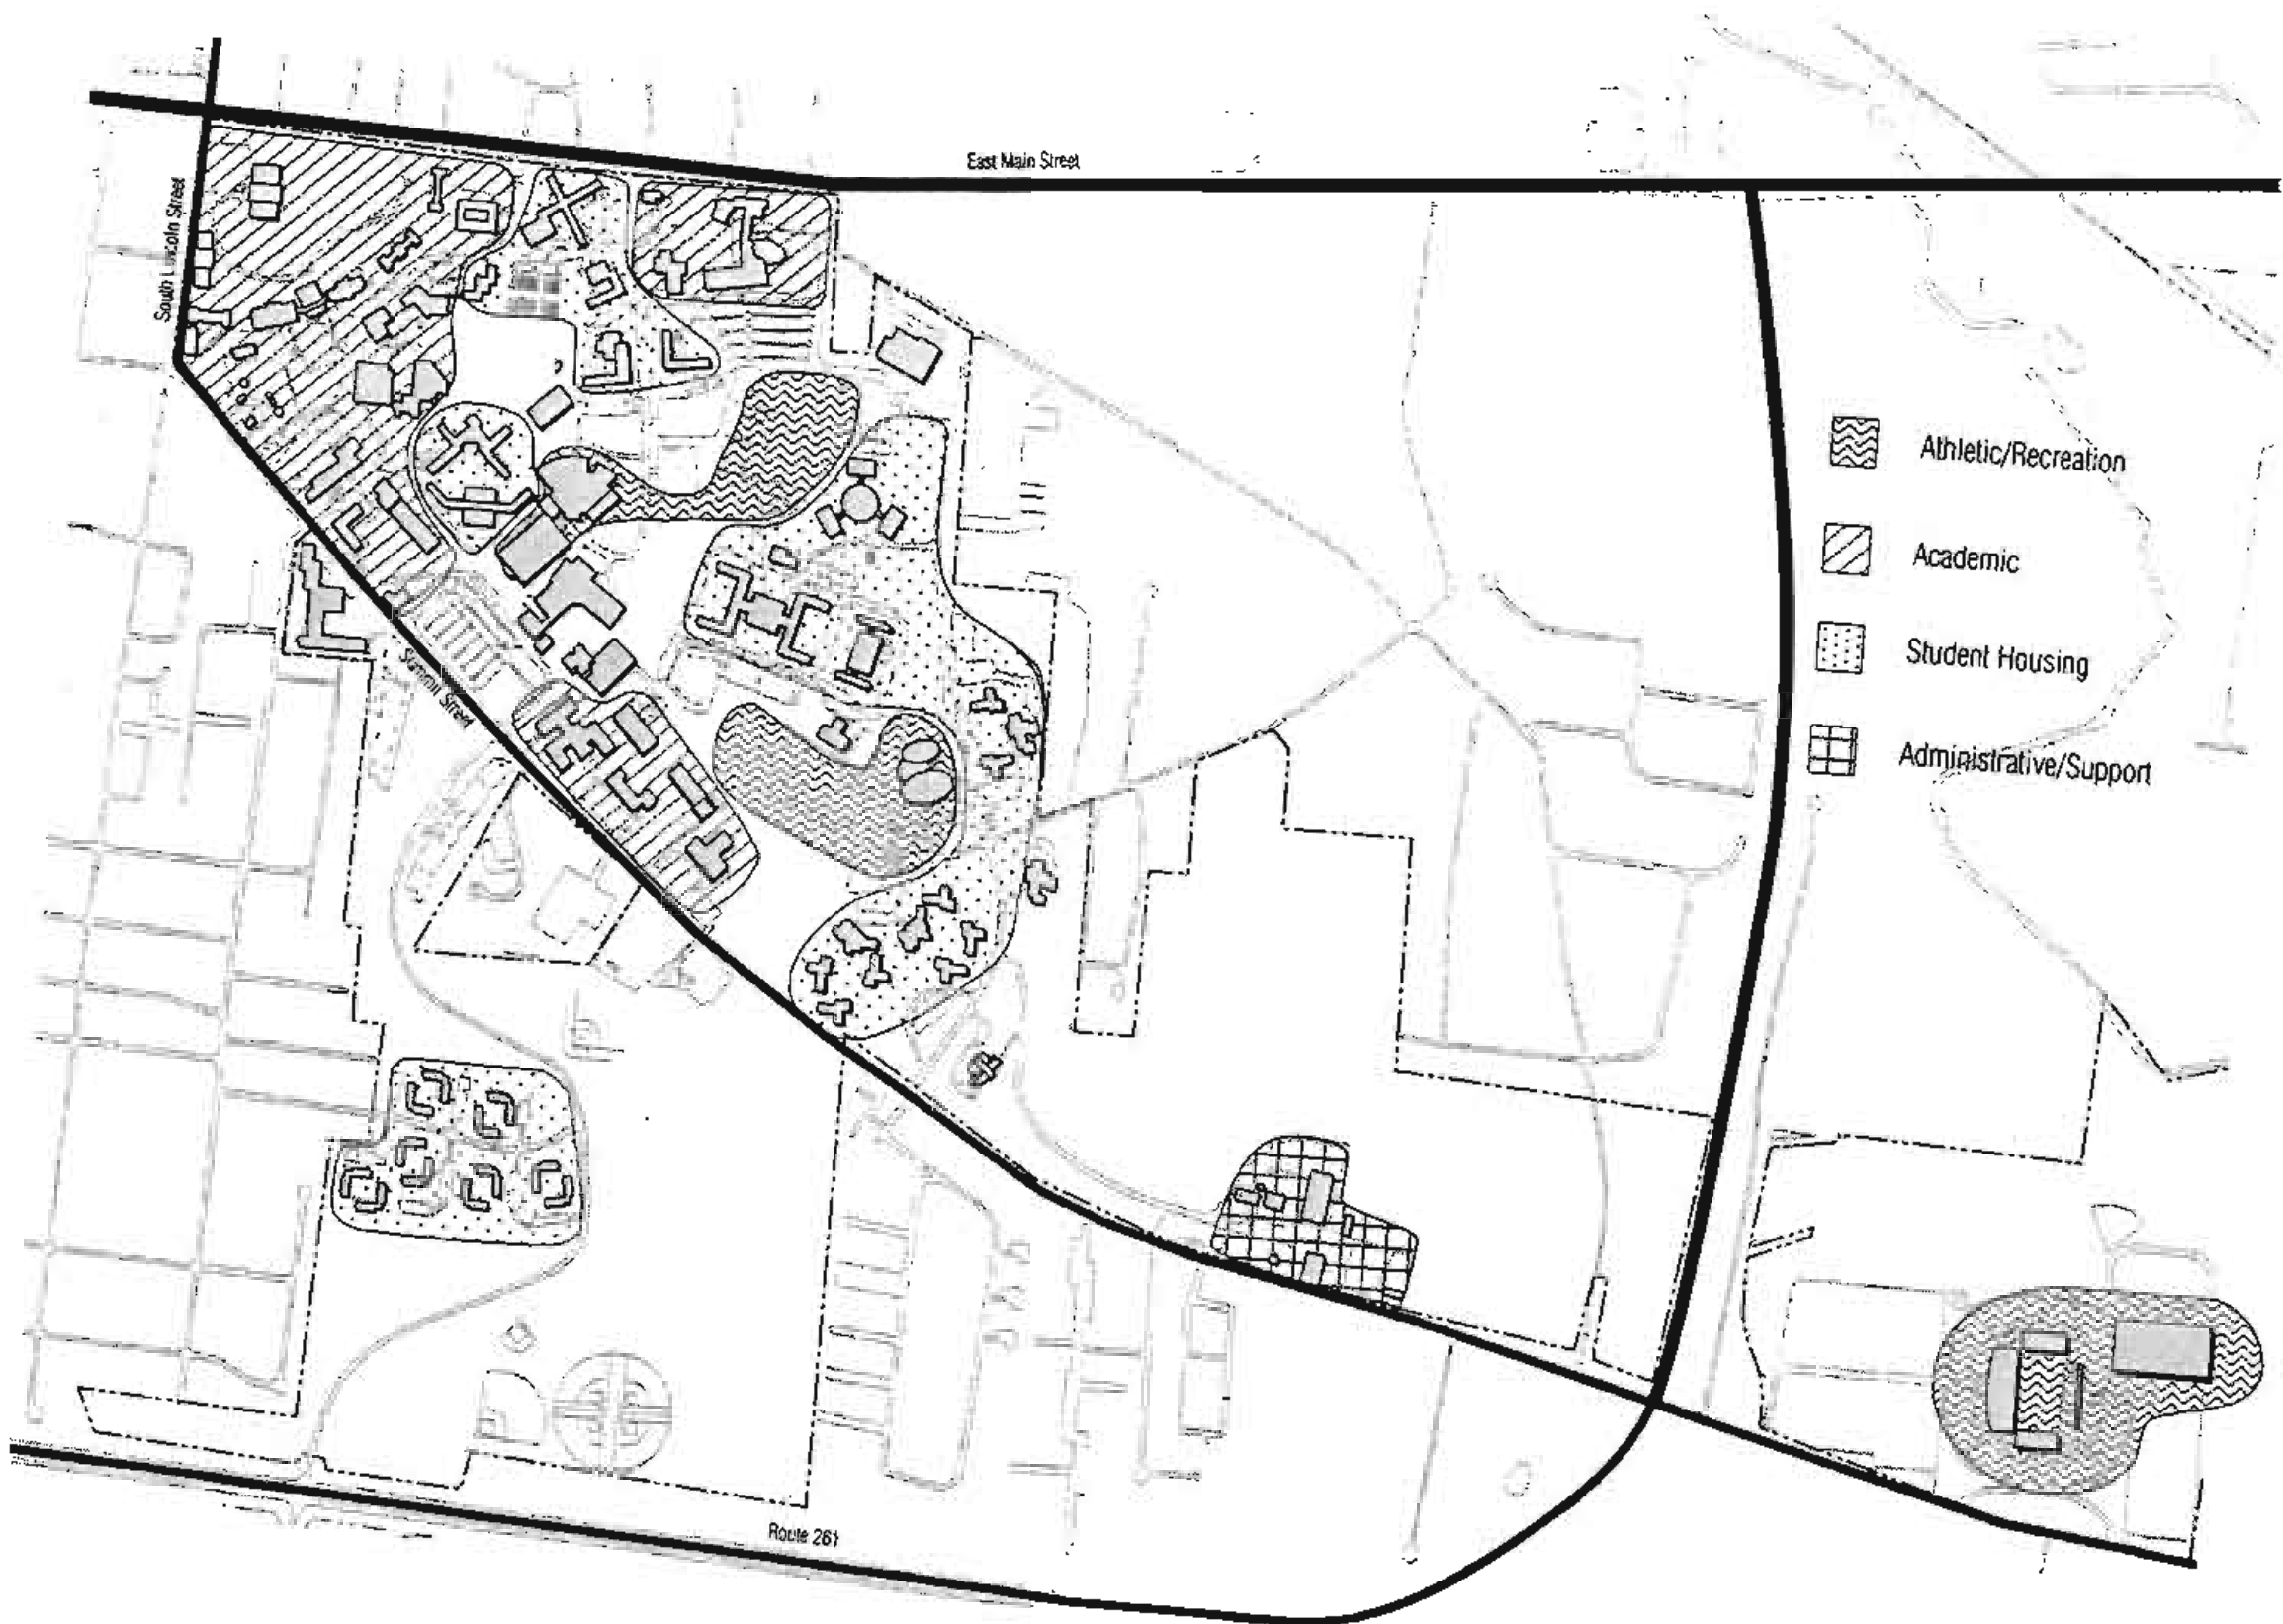 East Main Street
South Lincoln Street
Athletic/Recreation
Academic
Student Housing
Administrative/Support
Summit Street
Route 261